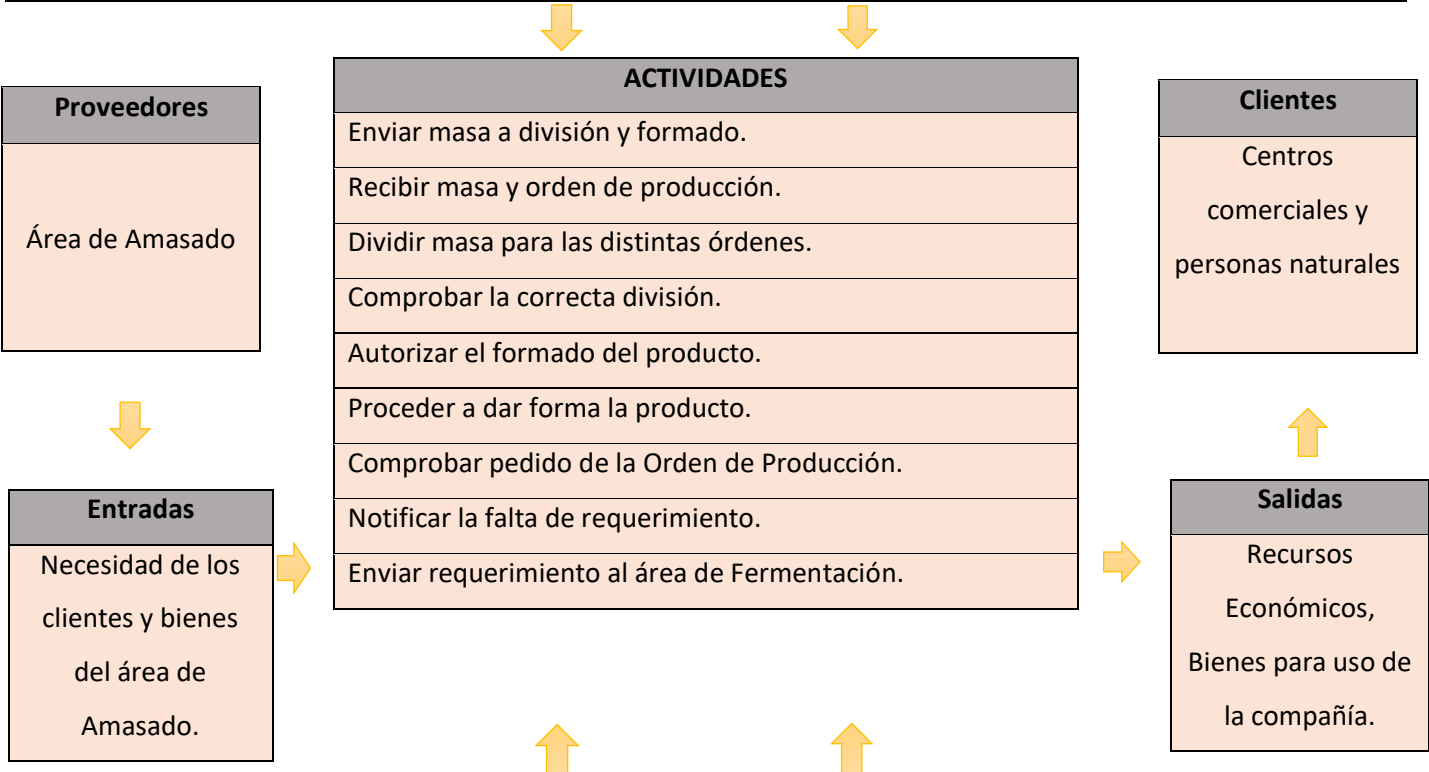 Proveedores
Área de Amasado
Entradas
Necesidad de los
clientes y bienes
del área de
Amasado.
ACTIVIDADES
Enviar masa a división y formado.
Recibir masa y orden de producción.
Dividir masa para las distintas órdenes.
Comprobar la correcta división.
Autorizar el formado del producto.
Proceder a dar forma la producto.
Comprobar pedido de la Orden de Producción.
Notificar la falta de requerimiento.
Enviar requerimiento al área de Fermentación.
Clientes
Centros
comerciales y
personas naturales
Salidas
Recursos
Económicos,
Bienes para uso de
la compañía.